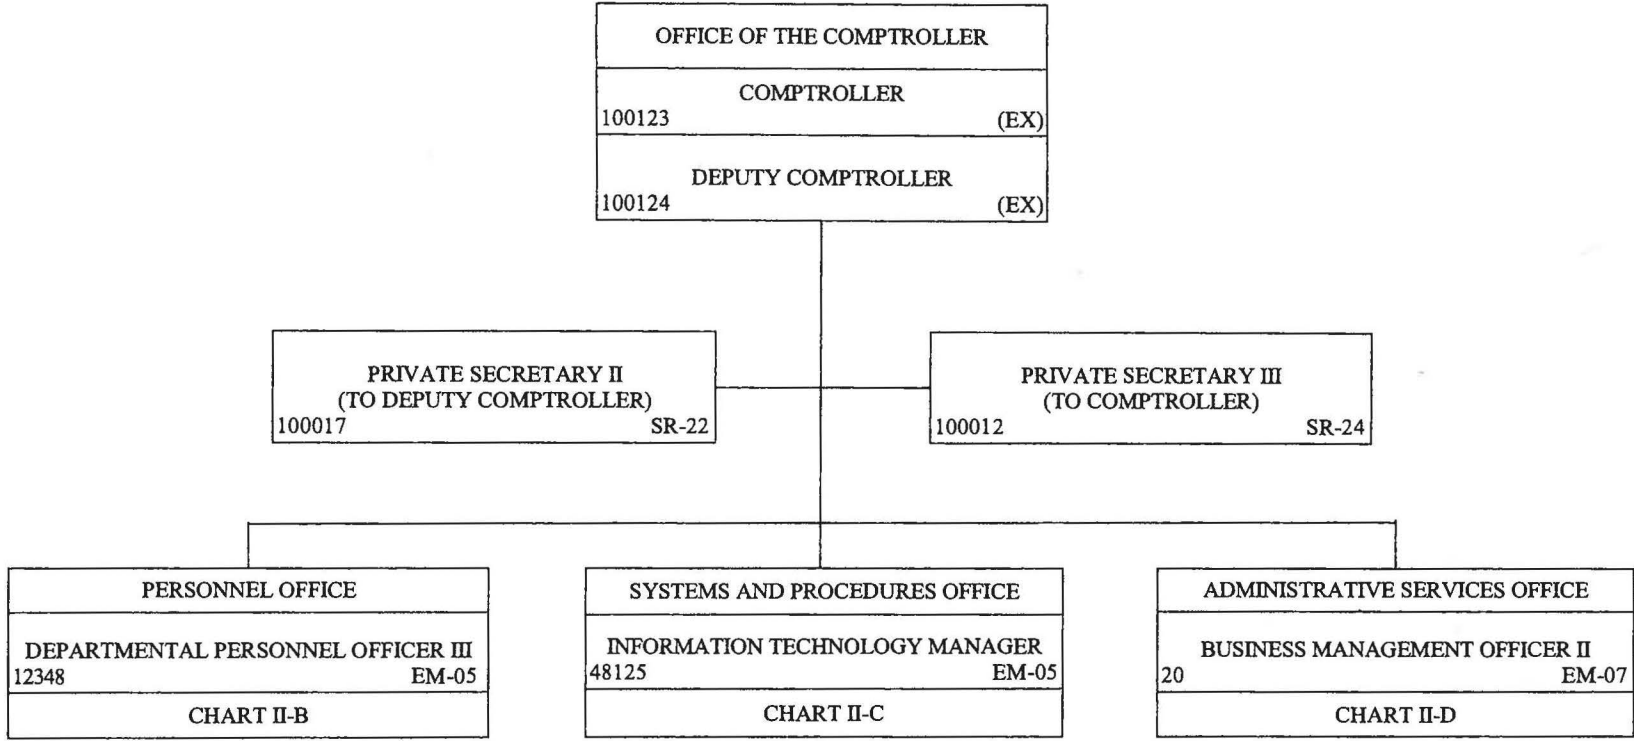 OFFICE OF THE COMPTROLLER
COMPTROLLER
100123 (EX)
DEPUTY COMPTROLLER
100124 (EX)
PRIVATE SECRETARY II
(TO DEPUTY COMPTROLLER)
100017 SR-22
PRIVATE SECRETARY III
(TO COMPTROLLER)
100012 SR-24
PERSONNEL OFFICE
DEPARTMENTAL PERSONNEL OFFICER III
12348 EM-05
CHART II-B
SYSTEMS AND PROCEDURES OFFICE
INFORMATION TECHNOLOGY MANAGER
48125 EM-05
CHART II-C
ADMINISTRATIVE SERVICES OFFICE
BUSINESS MANAGEMENT OFFICER II
20 EM-07
CHART II-D